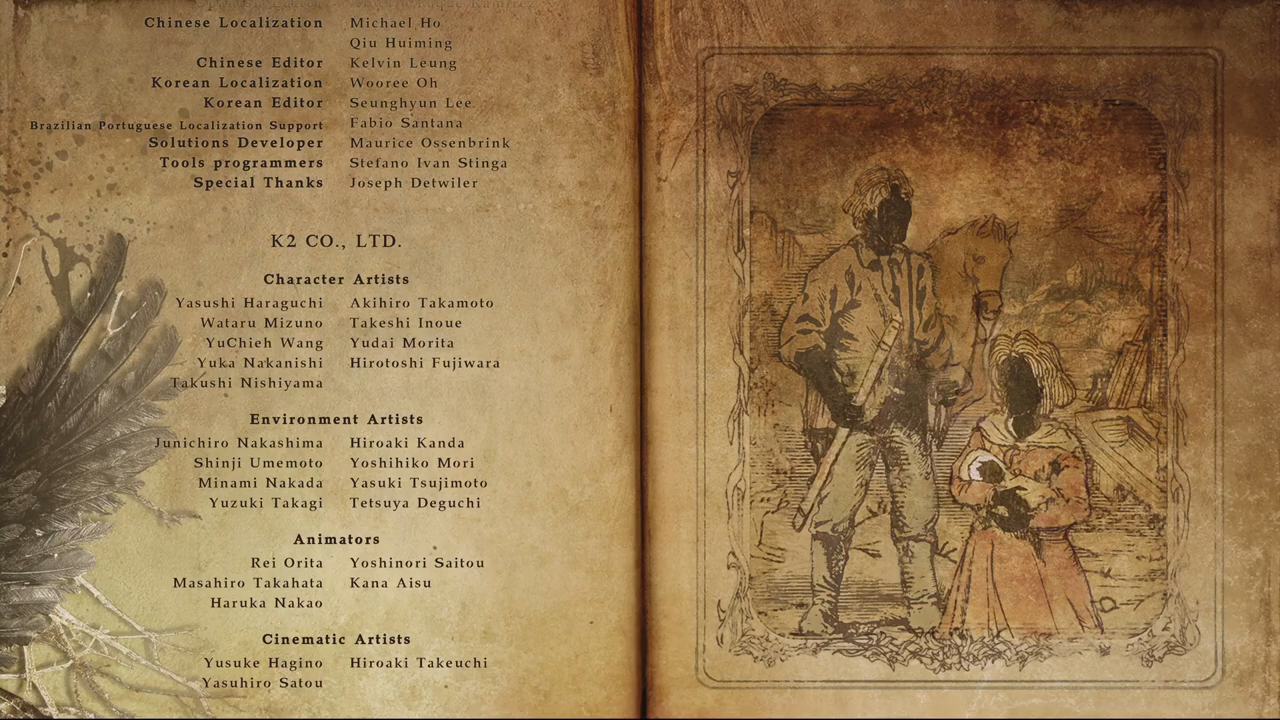 Chinese Localization Michael Ho
Qiu Huiming
Chinese Editor Kelvin Leung
Korean Localization Wooree Oh
Korean Editor Seunghyun Lee
Brazilian Portuguese Localization Support Fabio Santana
Solutions Developer Maurice Ossenbrink
Tools programmers Stefano Ivan Stinga
Special Thanks Joseph Detwiler
K2 CO., LTD.
Character Artists
Yasushi Haraguchi Akihiro Takamoto
Wataru Mizuno Takeshi Inoue
YuChieh Wang Yudai Morita
Yuka Nakanishi Hirotoshi Fujiwara
Takushi Nishiyama
Environment Artists
Junichiro Nakashima Hiroaki Kanda
Shinji Umemoto Yoshihiko Mori
Minami Nakada Yasuki Tsujimoto
Yuzuki Takagi Tetsuya Deguchi
Animators
Rei Orita Yoshinori Saitou
Masahiro Takahata Kana Aisu
Haruka Nakao
Cinematic Artists
Yusuke Hagino Hiroaki Takeuchi
Yasuhiro Satou